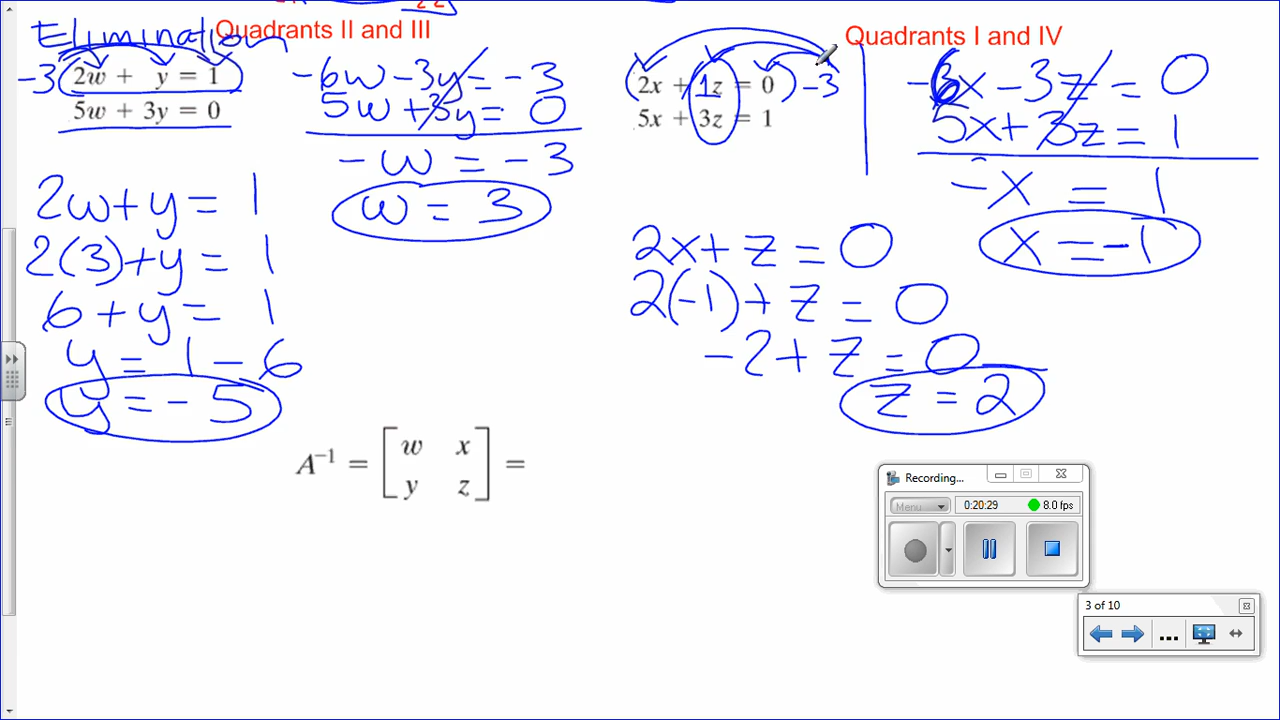 Elimination
Quadrants II and III
-3(2w + y = 1)
5w + 3y = 0
-6w - 3y = -3
5w + 3y = 0
-w = -3
w = 3
2w + y = 1
2(3) + y = 1
6 + y = 1
y = 1 - 6
y = -5
Quadrants I and IV
(2x + 1z = 0) -3
5x + 3z = 1
-6x - 3z = 0
5x + 3z = 1
-x = 1
x = -1
2x + z = 0
2(-1) + z = 0
-2 + z = 0
z = 2
A⁻¹ = [w x
y z] =
Recording...
Menu
0:20:29
8.0 fps
3 of 10
...